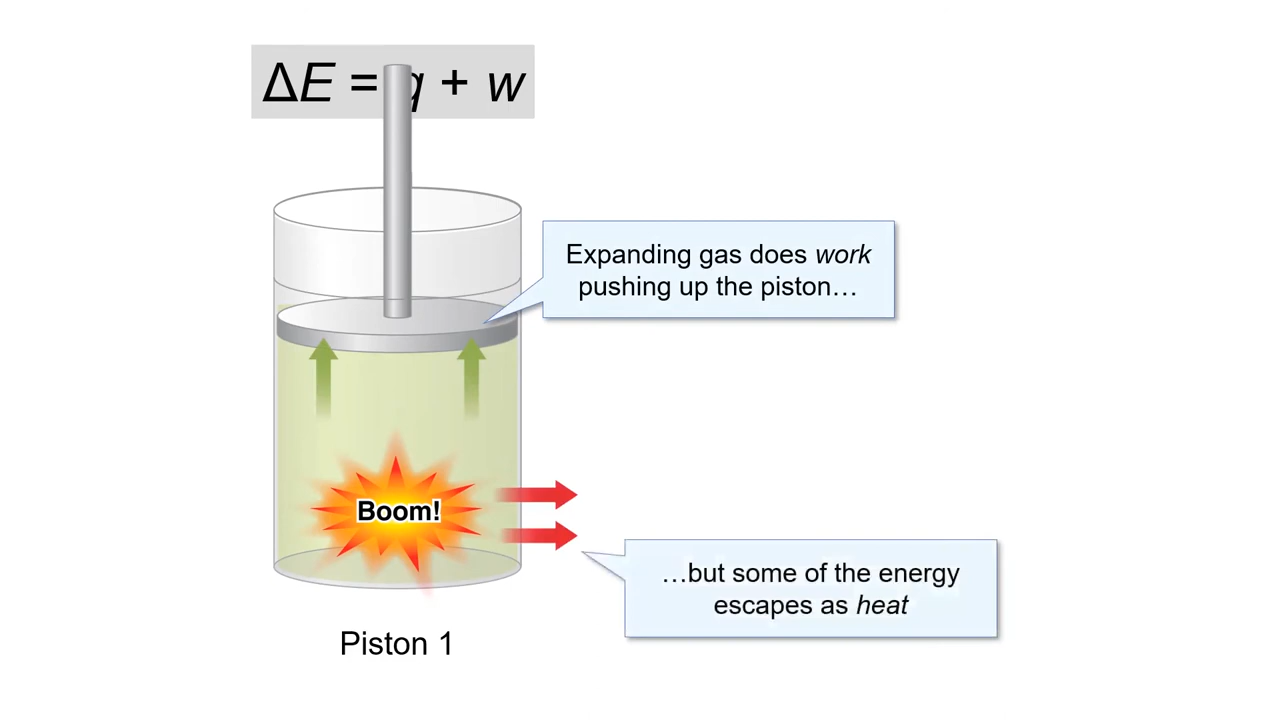 ΔE = q + w
Expanding gas does work
pushing up the piston…
Boom!
…but some of the energy
escapes as heat
Piston 1